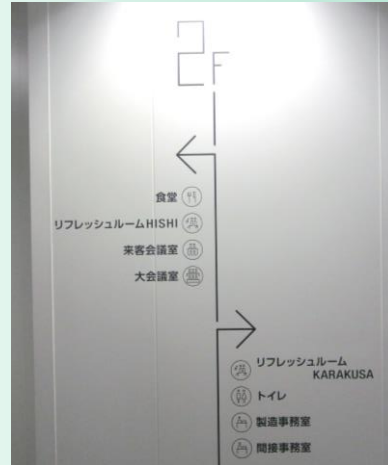 2F
食堂
リフレッシュルームHISHI
来客会議室
大会議室
リフレッシュルーム
KARAKUSA
トイレ
製造事務室
間接事務室